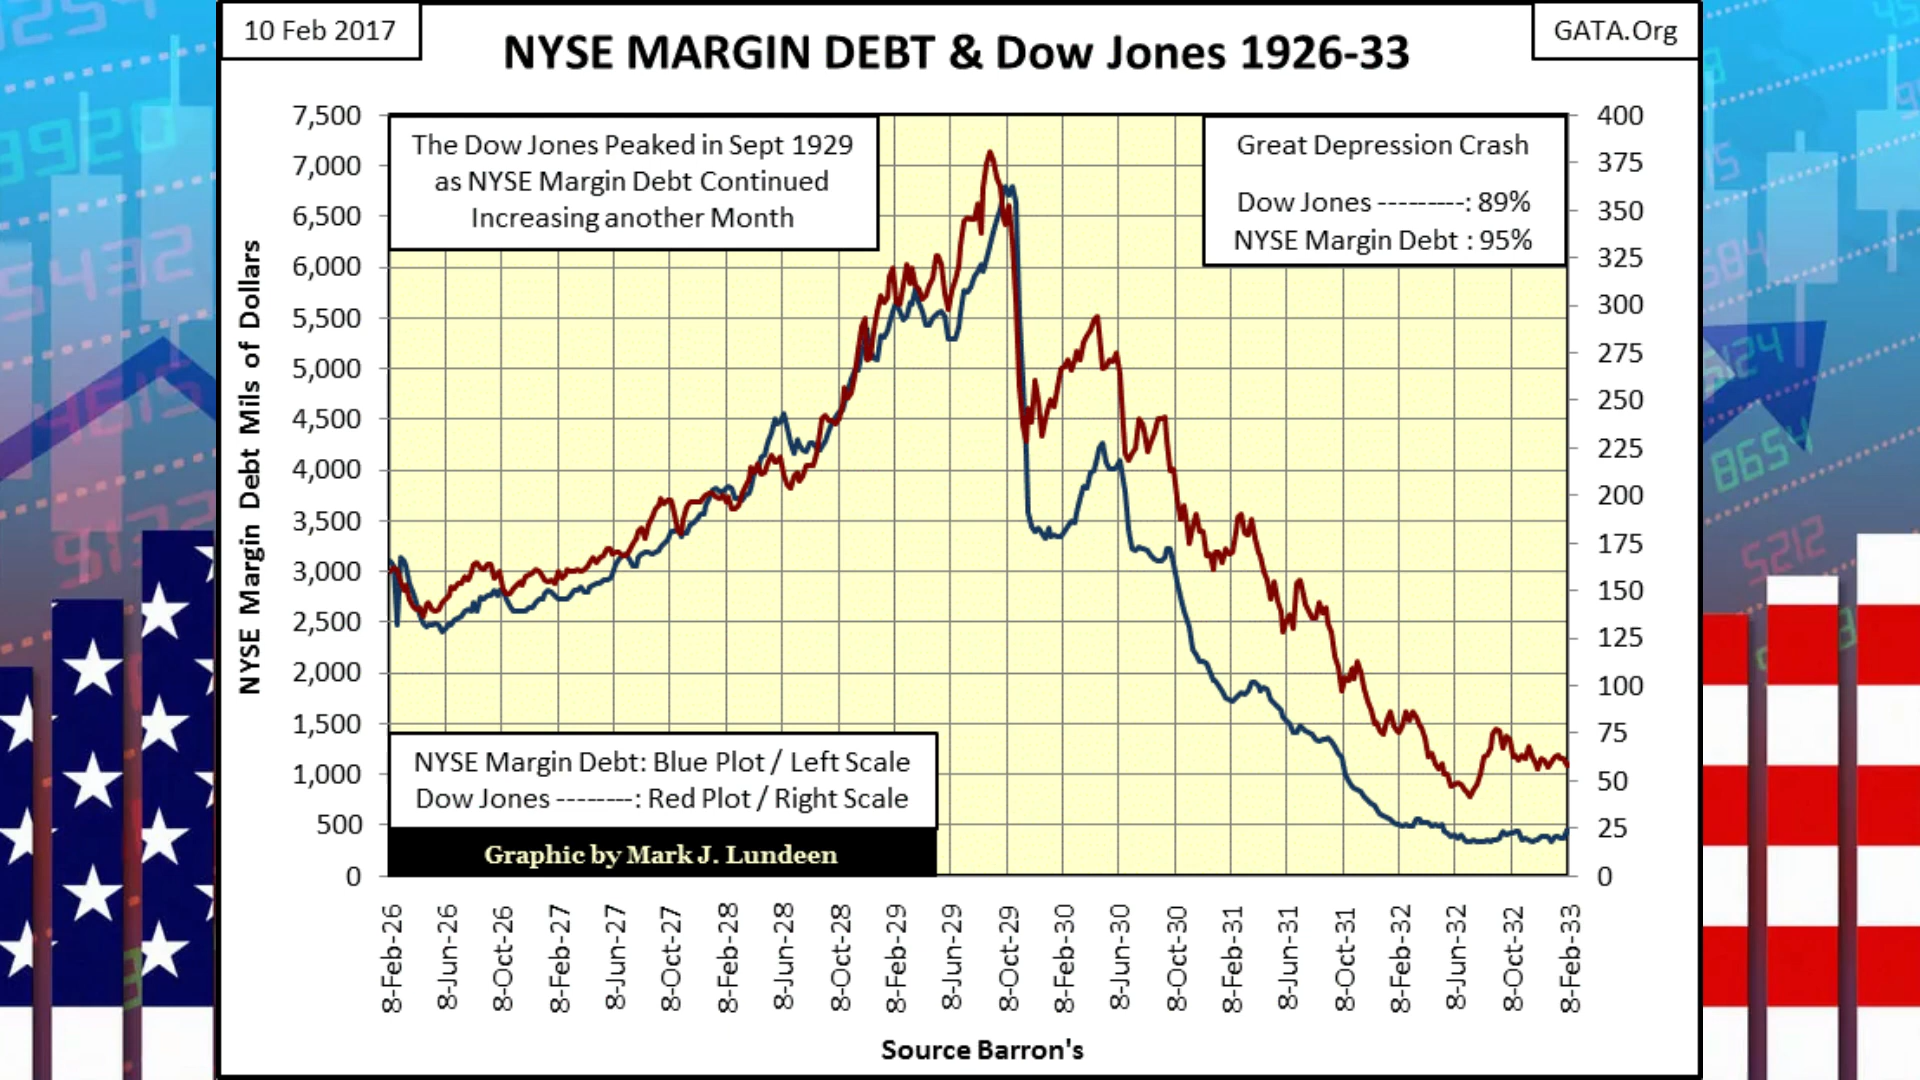 10 Feb 2017
GATA.Org
NYSE MARGIN DEBT & Dow Jones 1926-33
The Dow Jones Peaked in Sept 1929
as NYSE Margin Debt Continued
Increasing another Month
Great Depression Crash
Dow Jones ---------: 89%
NYSE Margin Debt : 95%
NYSE Margin Debt Mils of Dollars
7,500
7,000
6,500
6,000
5,500
5,000
4,500
4,000
3,500
3,000
2,500
2,000
1,500
1,000
500
0
400
375
350
325
300
275
250
225
200
175
150
125
100
75
50
25
0
NYSE Margin Debt: Blue Plot / Left Scale
Dow Jones --------: Red Plot / Right Scale
Graphic by Mark J. Lundeen
8-Feb-26
8-Jun-26
8-Oct-26
8-Feb-27
8-Jun-27
8-Oct-27
8-Feb-28
8-Jun-28
8-Oct-28
8-Feb-29
8-Jun-29
8-Oct-29
8-Feb-30
8-Jun-30
8-Oct-30
8-Feb-31
8-Jun-31
8-Oct-31
8-Feb-32
8-Jun-32
8-Oct-32
8-Feb-33
Source Barron's
3920
5432
4615
9132
8654
5212